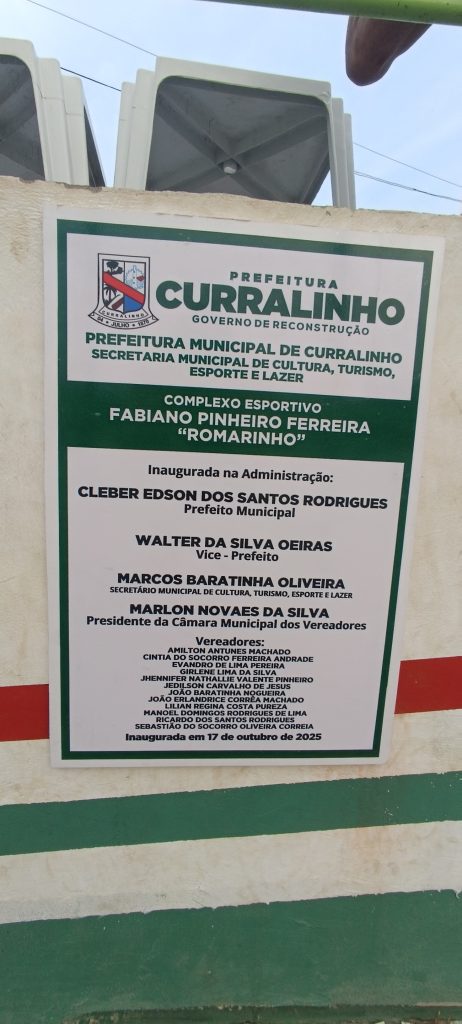 PREFEITURA
CURRALINHO
GOVERNO DE RECONSTRUÇÃO
CURRALINHO
JULHO
PREFEITURA MUNICIPAL DE CURRALINHO
SECRETARIA MUNICIPAL DE CULTURA, TURISMO,
ESPORTE E LAZER
COMPLEXO ESPORTIVO
FABIANO PINHEIRO FERREIRA
“ROMARINHO”
Inaugurada na Administração:
CLEBER EDSON DOS SANTOS RODRIGUES
Prefeito Municipal
WALTER DA SILVA OEIRAS
Vice - Prefeito
MARCOS BARATINHA OLIVEIRA
SECRETÁRIO MUNICIPAL DE CULTURA, TURISMO, ESPORTE E LAZER
MARLON NOVAES DA SILVA
Presidente da Câmara Municipal dos Vereadores
Vereadores:
AMILTON ANTUNES MACHADO
CINTIA DO SOCORRO FERREIRA ANDRADE
EVANDRO DE LIMA PEREIRA
GIRLENE LIMA DA SILVA
JHENNIFER NATHALLIE VALENTE PINHEIRO
JEDILSON CARVALHO DE JESUS
JOÃO BARATINHA NOGUEIRA
JOÃO ERLANDRICE CORRÊA MACHADO
LILIAN REGINA COSTA PUREZA
MANOEL DOMINGOS RODRIGUES DE LIMA
RICARDO DOS SANTOS RODRIGUES
SEBASTIÃO DO SOCORRO OLIVEIRA CORREIA
Inaugurada em 17 de outubro de 2025